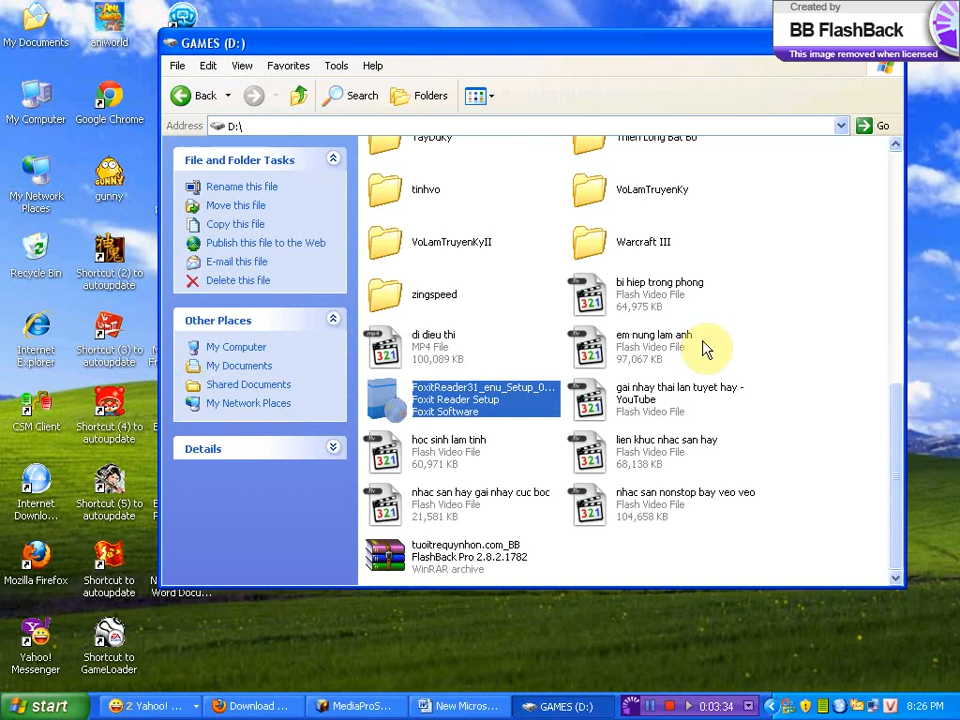 Created by
BB FlashBack
This image removed when licensed
My Documents
aniworld
My Computer
Google Chrome
My Network
Places
gunny
Recycle Bin
Shortcut (2) to
autoupdate
Internet
Explorer
Shortcut (3) to
autoupdate
CSM Client
Shortcut (4) to
autoupdate
Internet
Downlo...
Shortcut (5) to
autoupdate
Mozilla Firefox
Shortcut to
autoupdate
Word Docu...
Yahoo!
Messenger
Shortcut to
GameLoader
GAMES (D:)
File Edit View Favorites Tools Help
Back Search Folders
Address D:\ Go
File and Folder Tasks
Rename this file
Move this file
Copy this file
Publish this file to the Web
E-mail this file
Delete this file
Other Places
My Computer
My Documents
Shared Documents
My Network Places
Details
TayDuKy
Thien Long Bat Bo
tinhvo
VoLamTruyenKy
VoLamTruyenKyII
Warcraft III
zingspeed
bi hiep trong phong
Flash Video File
64,975 KB
di dieu thi
MP4 File
100,089 KB
em nung lam anh
Flash Video File
97,067 KB
FoxitReader31_enu_Setup_0...
Foxit Reader Setup
Foxit Software
gai nhay thai lan tuyet hay -
YouTube
Flash Video File
hoc sinh lam tinh
Flash Video File
60,971 KB
lien khuc nhac san hay
Flash Video File
68,138 KB
nhac san hay gai nhay cuc boc
Flash Video File
21,581 KB
nhac san nonstop bay veo veo
Flash Video File
104,658 KB
tuoitrequynhon.com_BB
FlashBack Pro 2.8.2.1782
WinRAR archive
start
2 Yahoo! ...
Download ...
MediaProS...
New Micros...
GAMES (D:)
0:03:34
8:26 PM